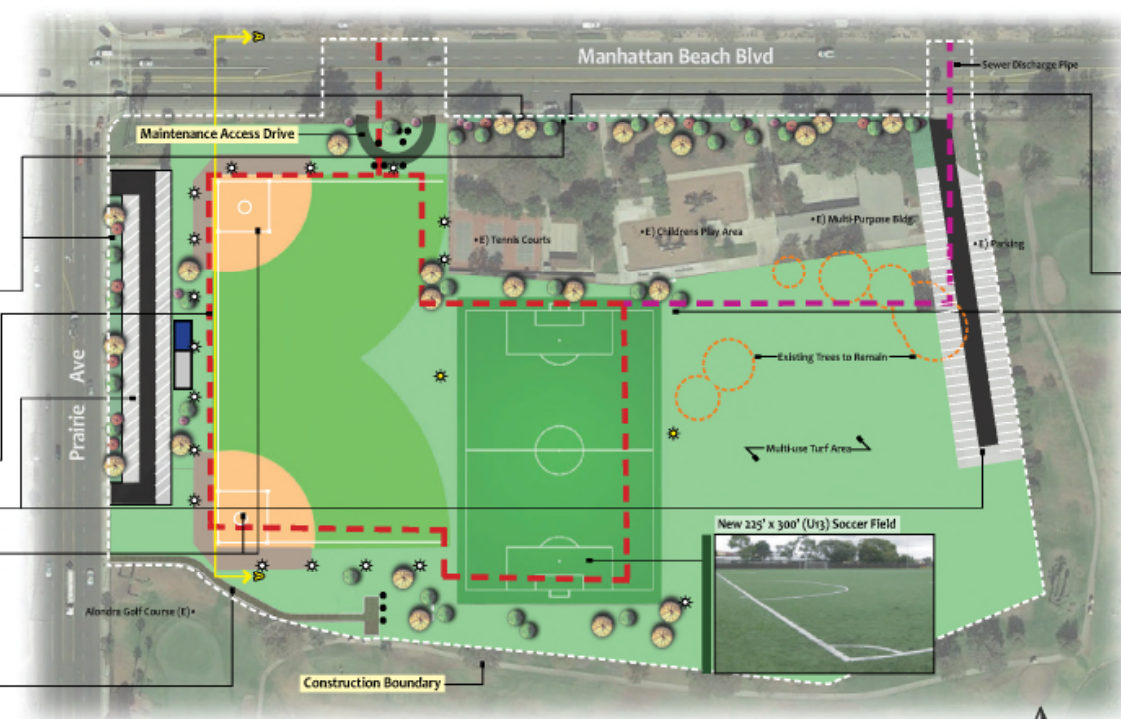 A
Manhattan Beach Blvd
Sewer Discharge Pipe
Maintenance Access Drive
•E) Multi-Purpose Bldg.
•E) Childrens Play Area
•E) Tennis Courts
•E) Parking
Prairie Ave
Existing Trees to Remain
Multi-use Turf Area
New 225' x 300' (U13) Soccer Field
A
Alondra Golf Course (E)•
Construction Boundary